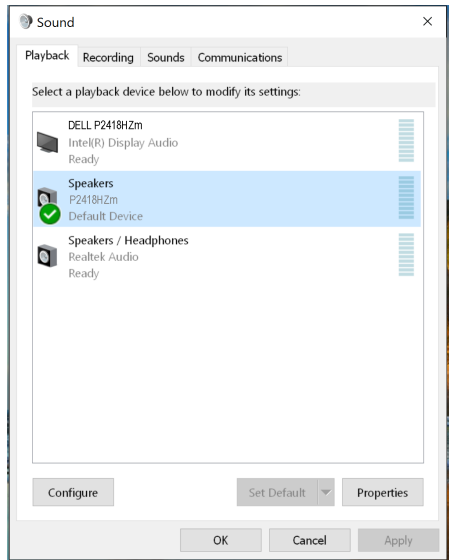 Sound
Playback Recording Sounds Communications
Select a playback device below to modify its settings:
DELL P2418HZm
Intel(R) Display Audio
Ready
Speakers
P2418HZm
Default Device
Speakers / Headphones
Realtek Audio
Ready
Configure Set Default Properties
OK Cancel Apply